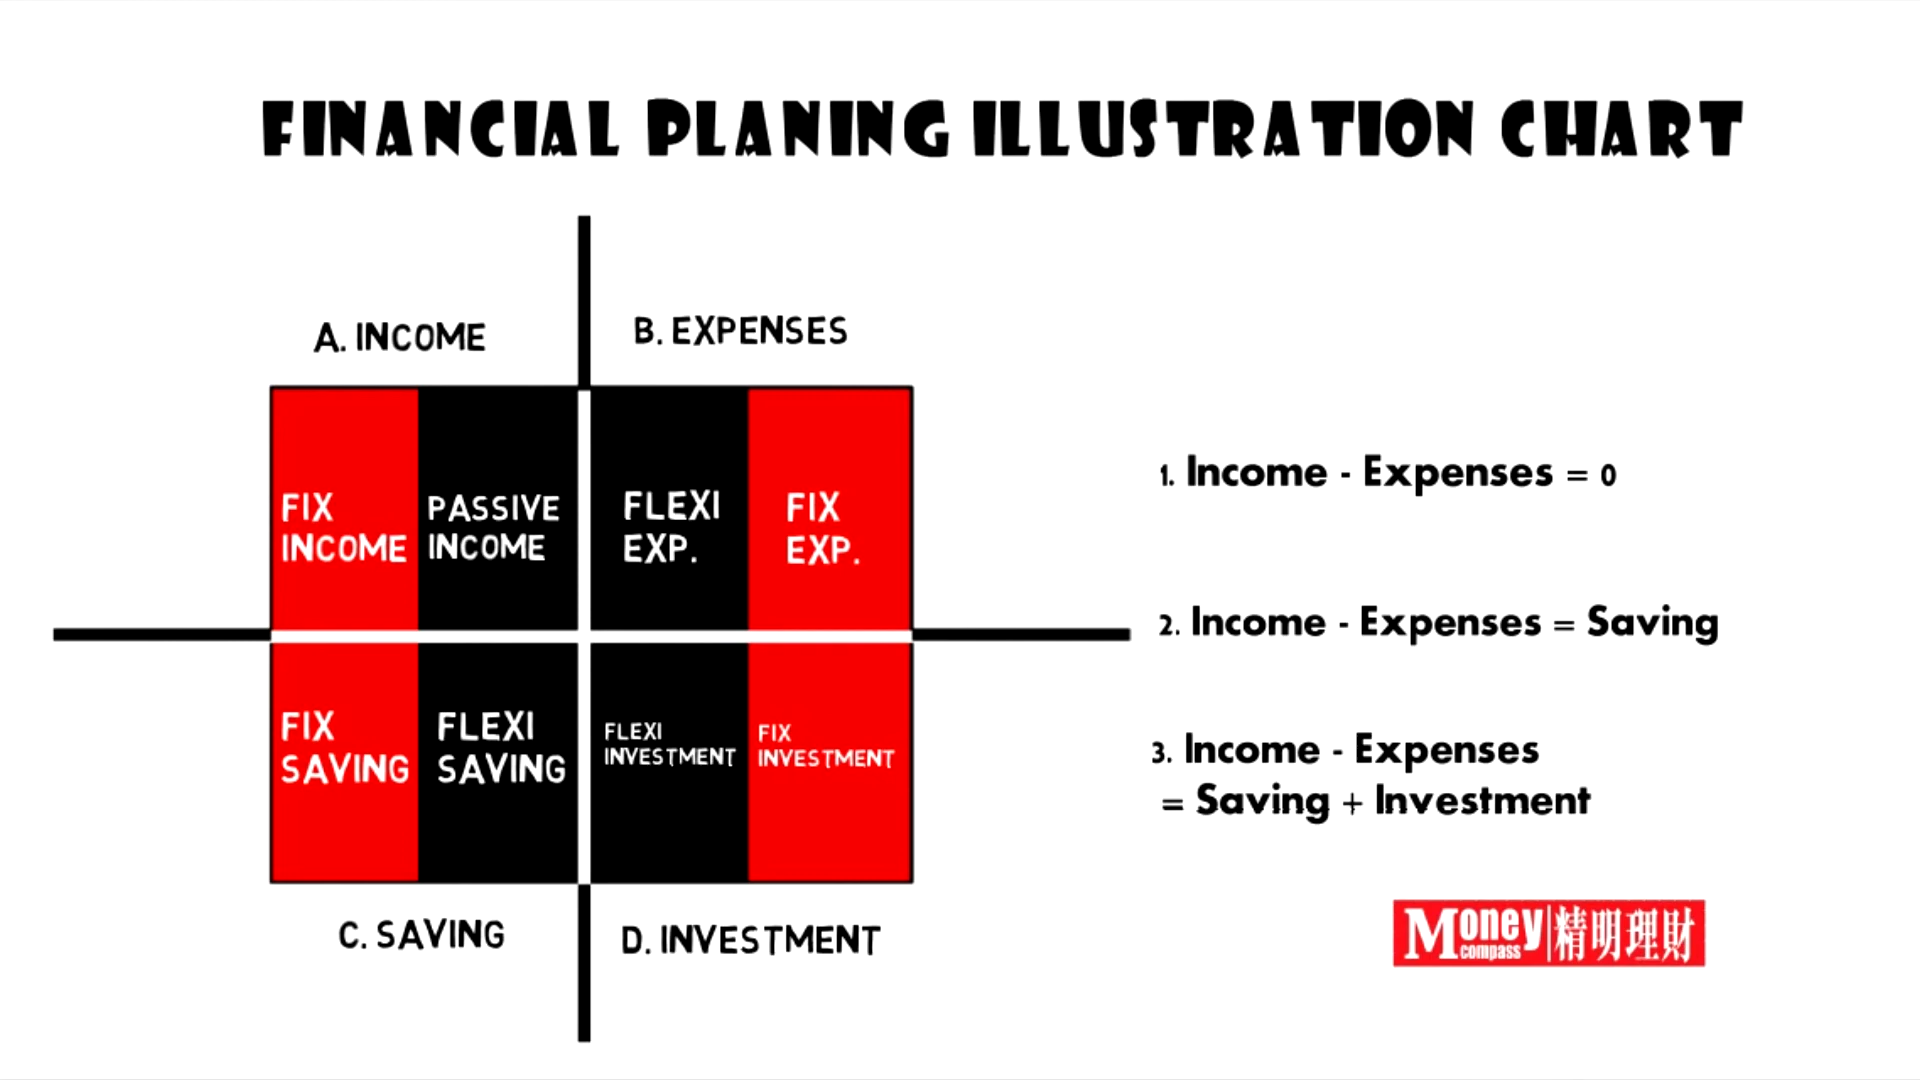 FINANCIAL PLANING ILLUSTRATION CHART
A. INCOME
B. EXPENSES
FIX
INCOME
PASSIVE
INCOME
FLEXI
EXP.
FIX
EXP.
FIX
SAVING
FLEXI
SAVING
FLEXI
INVESTMENT
FIX
INVESTMENT
C. SAVING
D. INVESTMENT
1. Income - Expenses = 0
2. Income - Expenses = Saving
3. Income - Expenses
= Saving + Investment
Money compass 精明理財